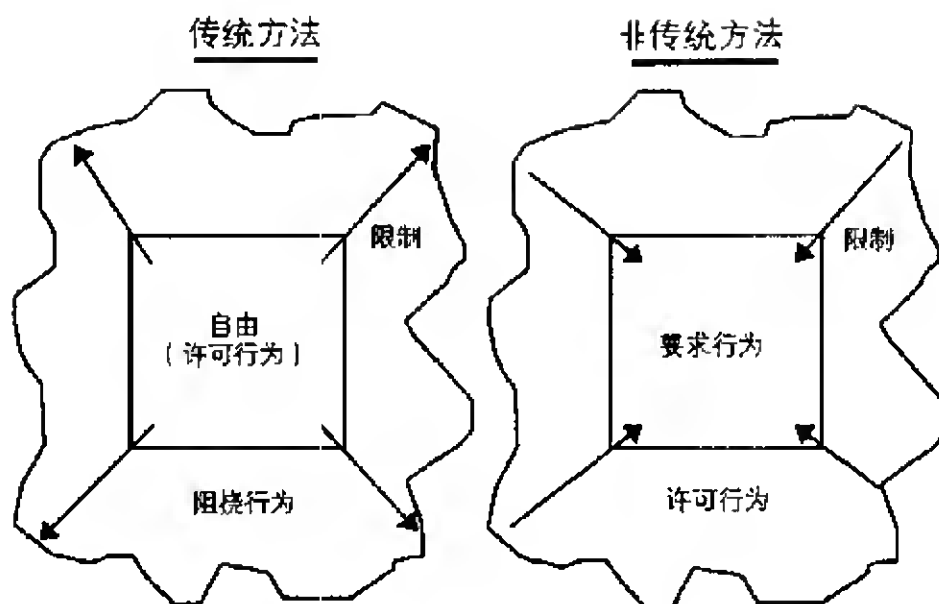 传统方法
非传统方法
限制
自由
(许可行为)
阻挠行为
限制
要求行为
许可行为